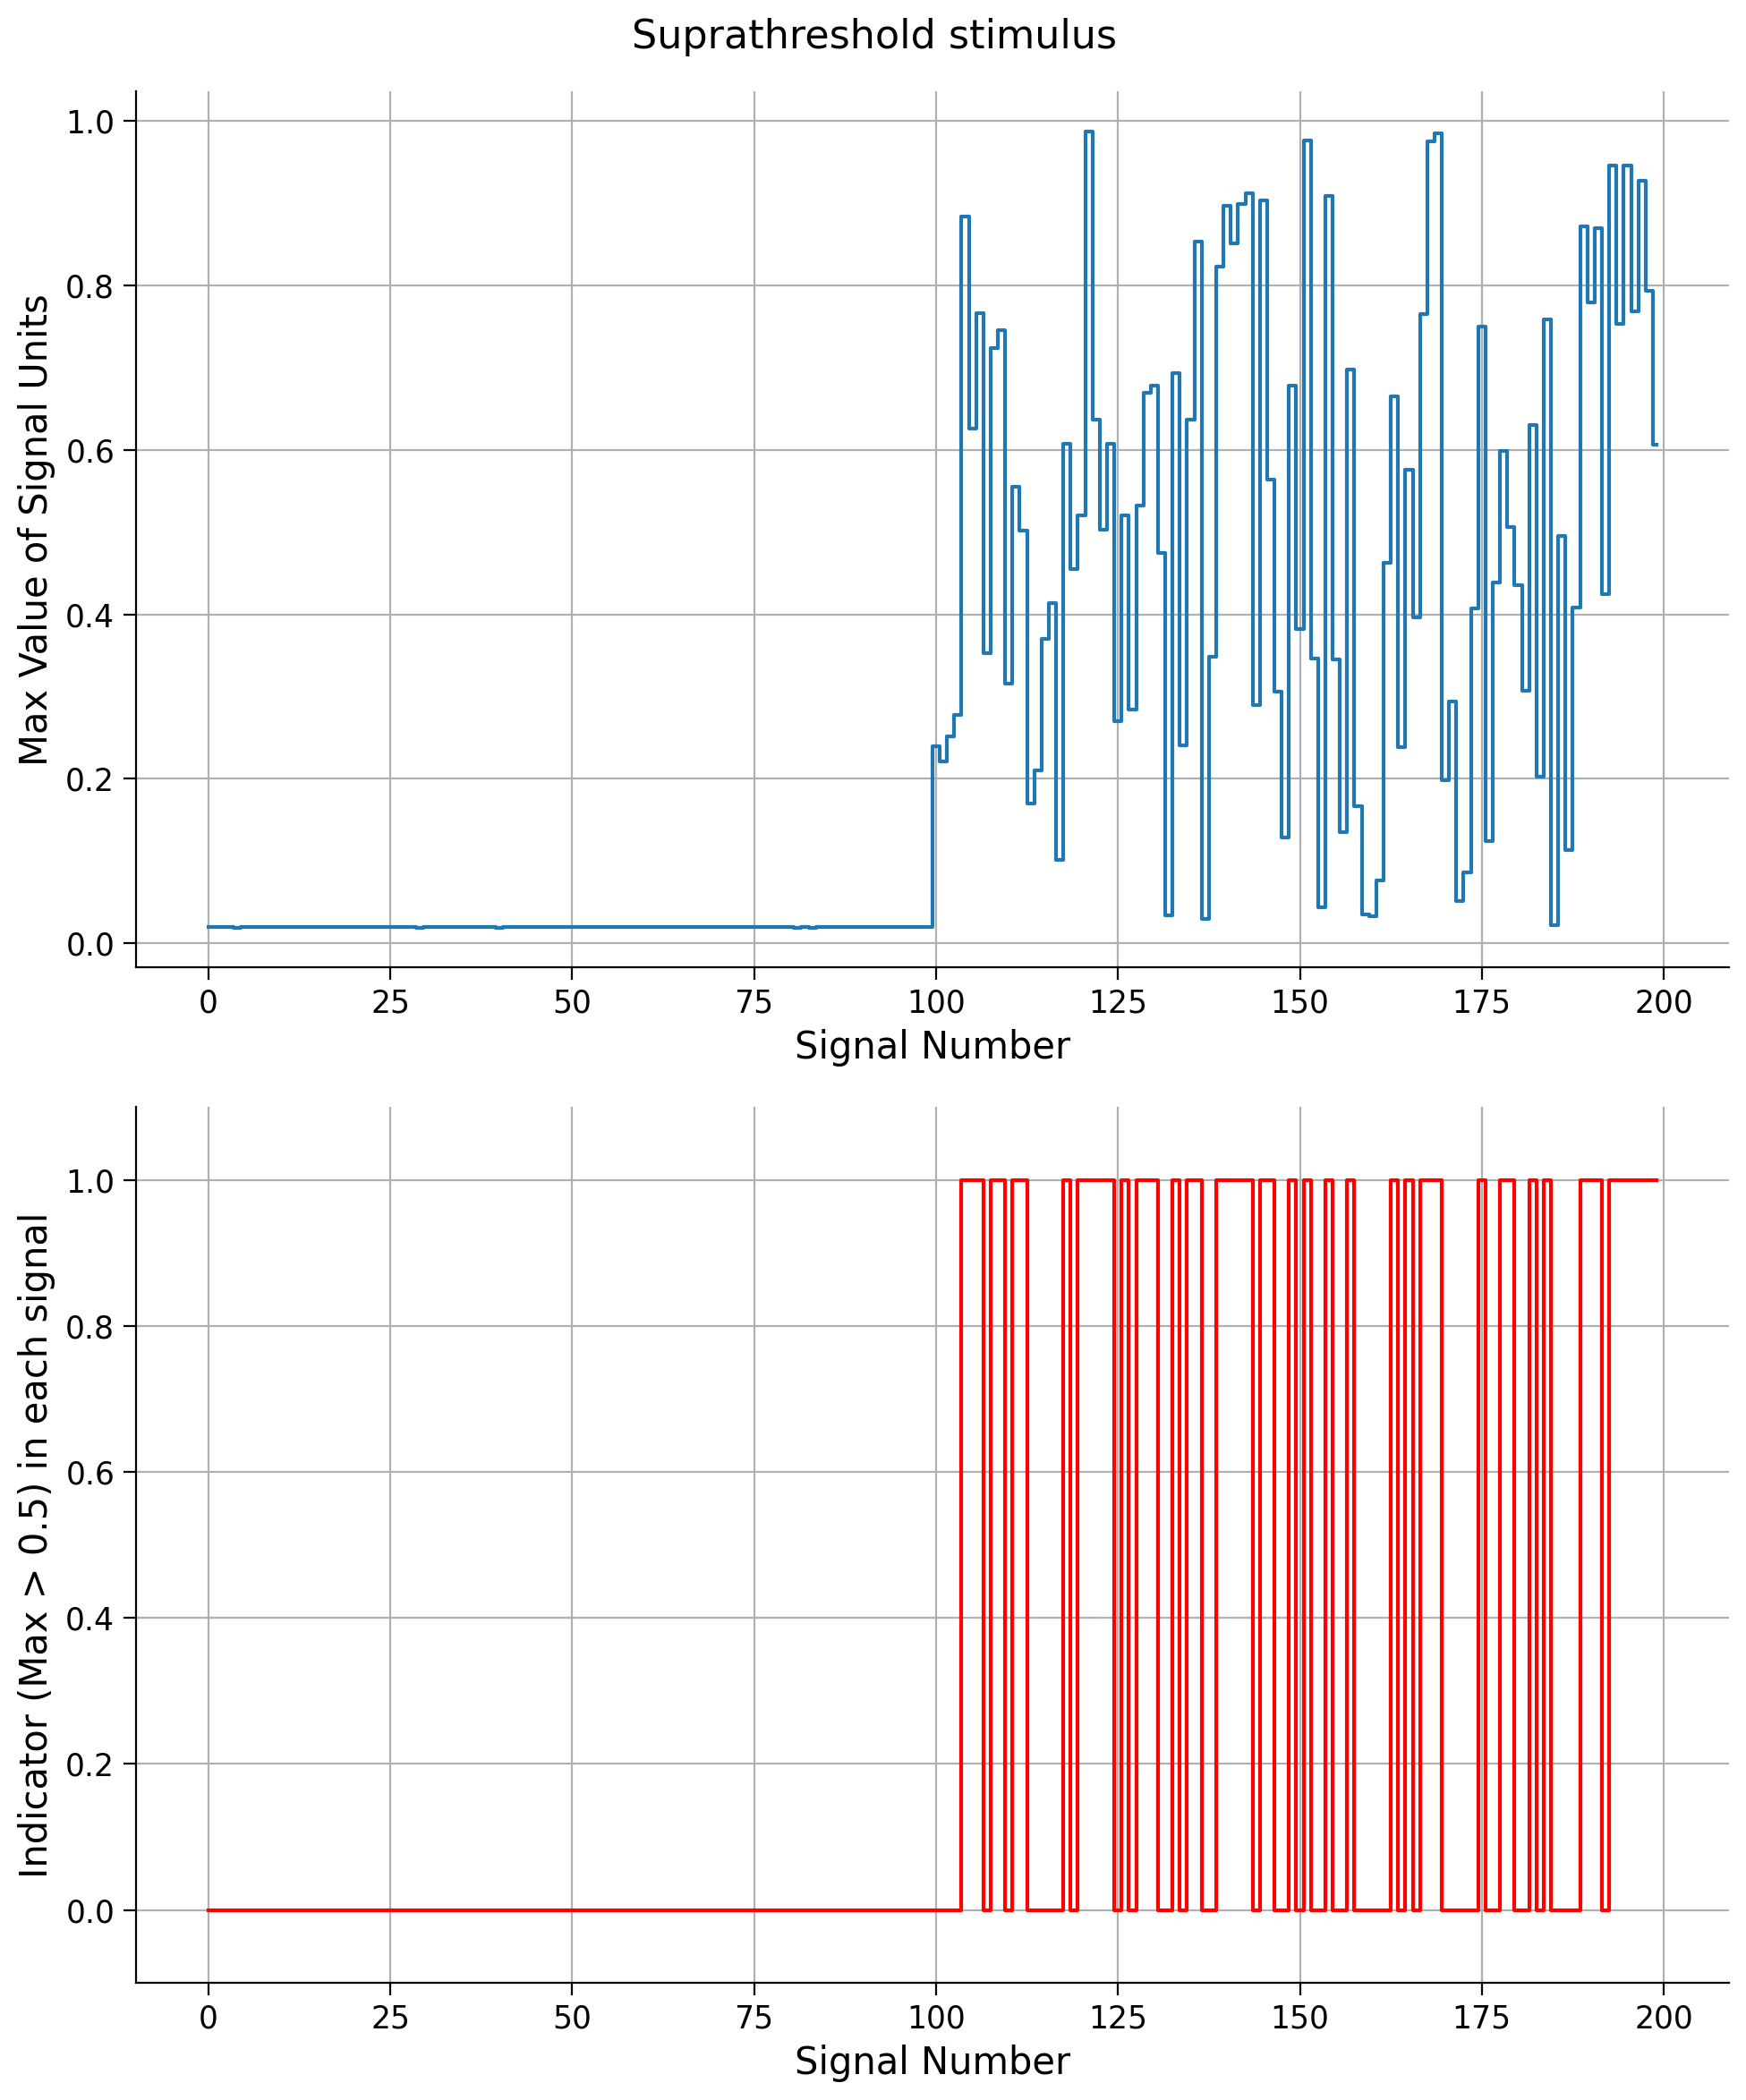 Suprathreshold stimulus
Max Value of Signal Units
1.0
0.8
0.6
0.4
0.2
0.0
0 25 50 75 100 125 150 175 200
Signal Number
Indicator (Max > 0.5) in each signal
1.0
0.8
0.6
0.4
0.2
0.0
0 25 50 75 100 125 150 175 200
Signal Number